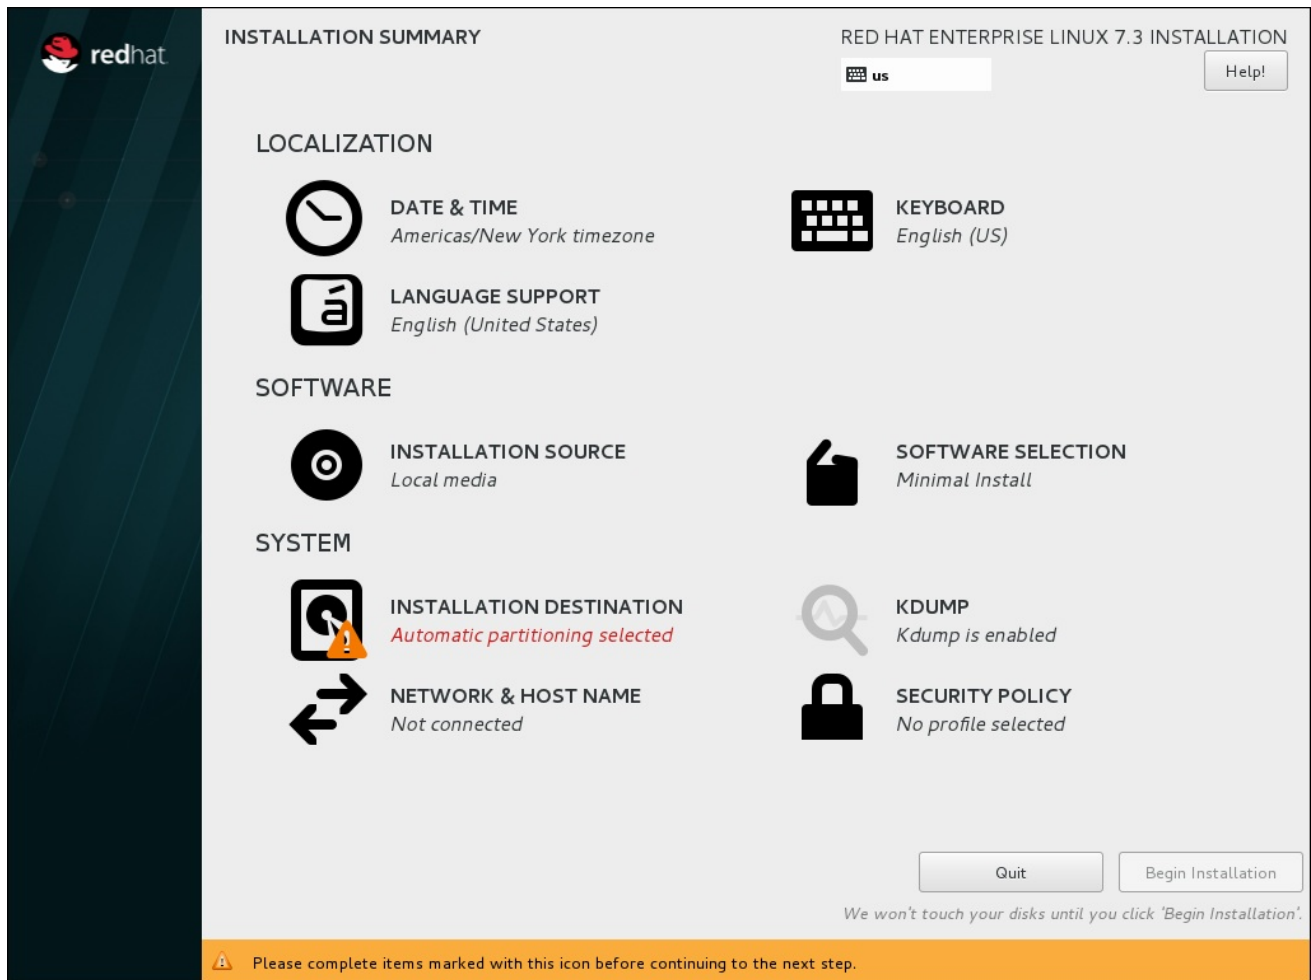 redhat
INSTALLATION SUMMARY
RED HAT ENTERPRISE LINUX 7.3 INSTALLATION
us
Help!
LOCALIZATION
DATE & TIME
Americas/New York timezone
KEYBOARD
English (US)
á
LANGUAGE SUPPORT
English (United States)
SOFTWARE
INSTALLATION SOURCE
Local media
SOFTWARE SELECTION
Minimal Install
SYSTEM
INSTALLATION DESTINATION
Automatic partitioning selected
KDUMP
Kdump is enabled
NETWORK & HOST NAME
Not connected
SECURITY POLICY
No profile selected
Quit
Begin Installation
We won't touch your disks until you click 'Begin Installation'.
Please complete items marked with this icon before continuing to the next step.